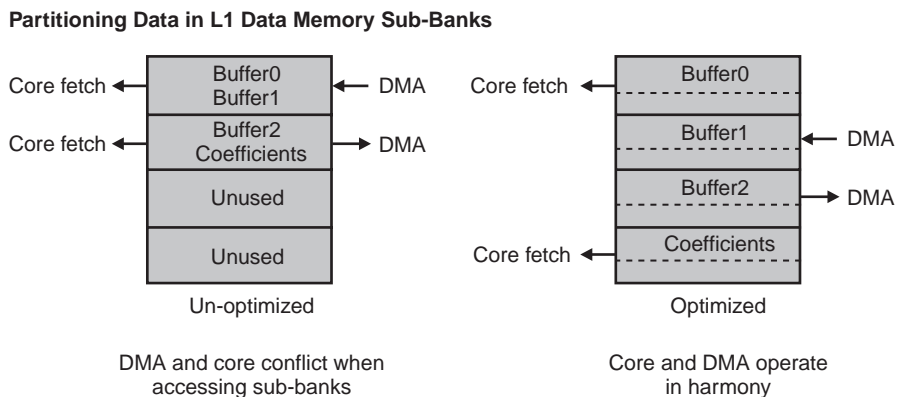 Partitioning Data in L1 Data Memory Sub-Banks
Core fetch
Buffer0
Buffer1
DMA
Core fetch
Buffer2
Coefficients
DMA
Unused
Unused
Un-optimized
DMA and core conflict when
accessing sub-banks
Core fetch
Buffer0
Buffer1
DMA
Buffer2
DMA
Core fetch
Coefficients
Optimized
Core and DMA operate
in harmony